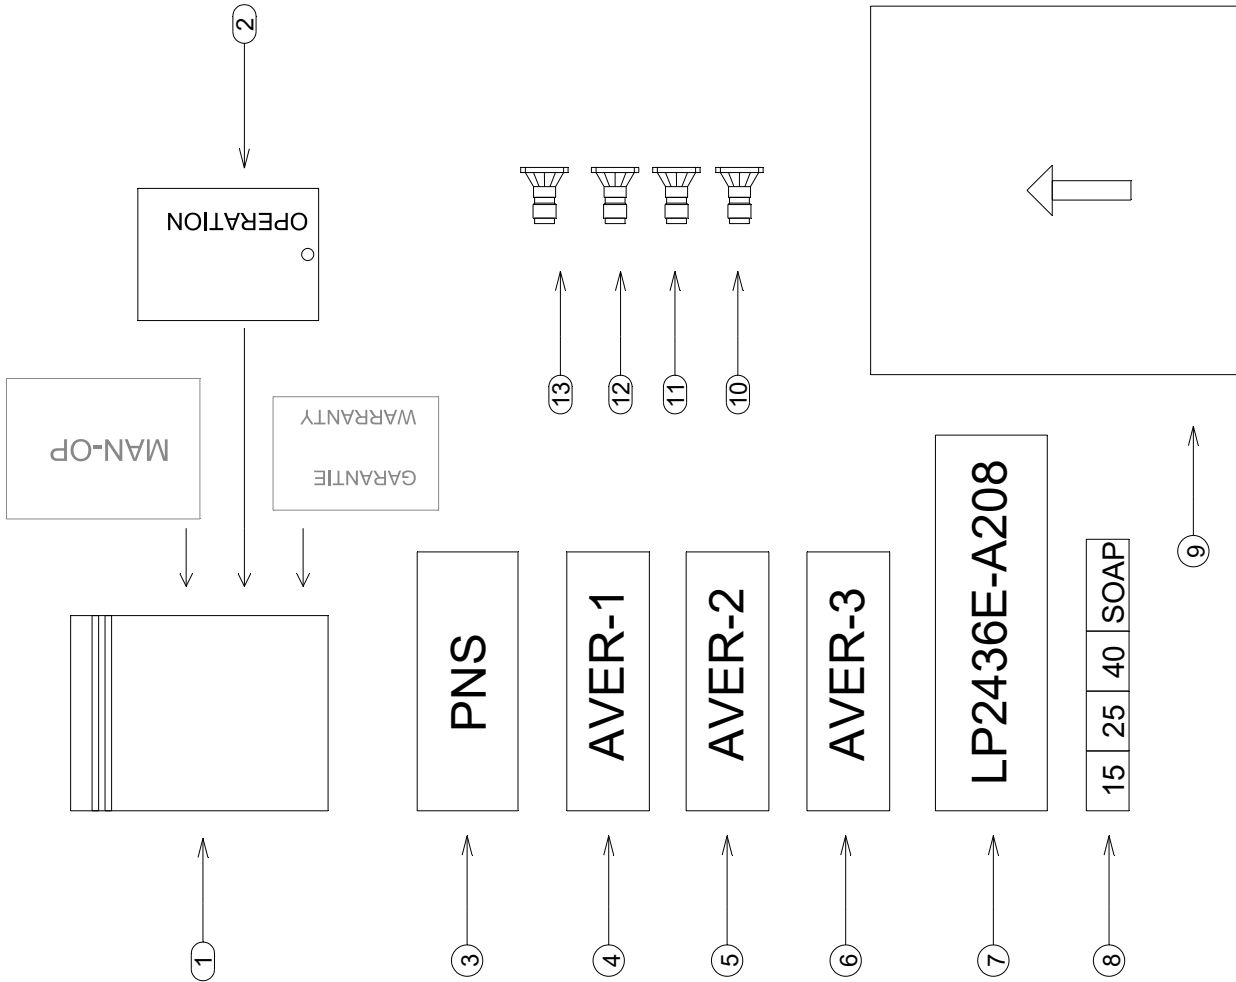 2
OPERATION
MAN-OP
WARRANTY
GARANTIE
13
12
11
10
9
PNS
AVER-1
AVER-2
AVER-3
LP2436E-A208
15 25 40 SOAP
1
3
4
5
6
7
8